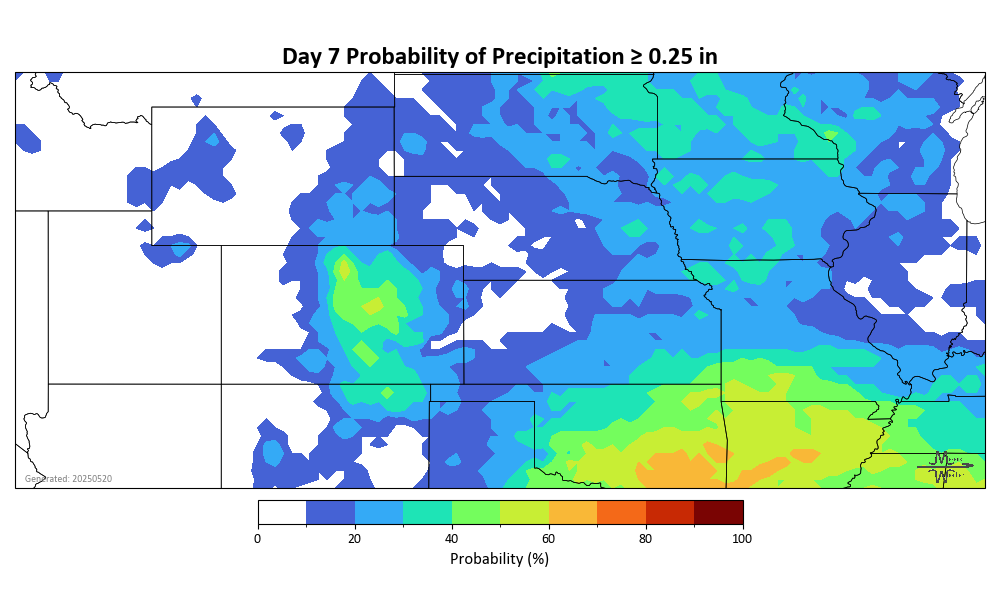 Day 7 Probability of Precipitation ≥ 0.25 in
Generated: 20250520
0 20 40 60 80 100
Probability (%)